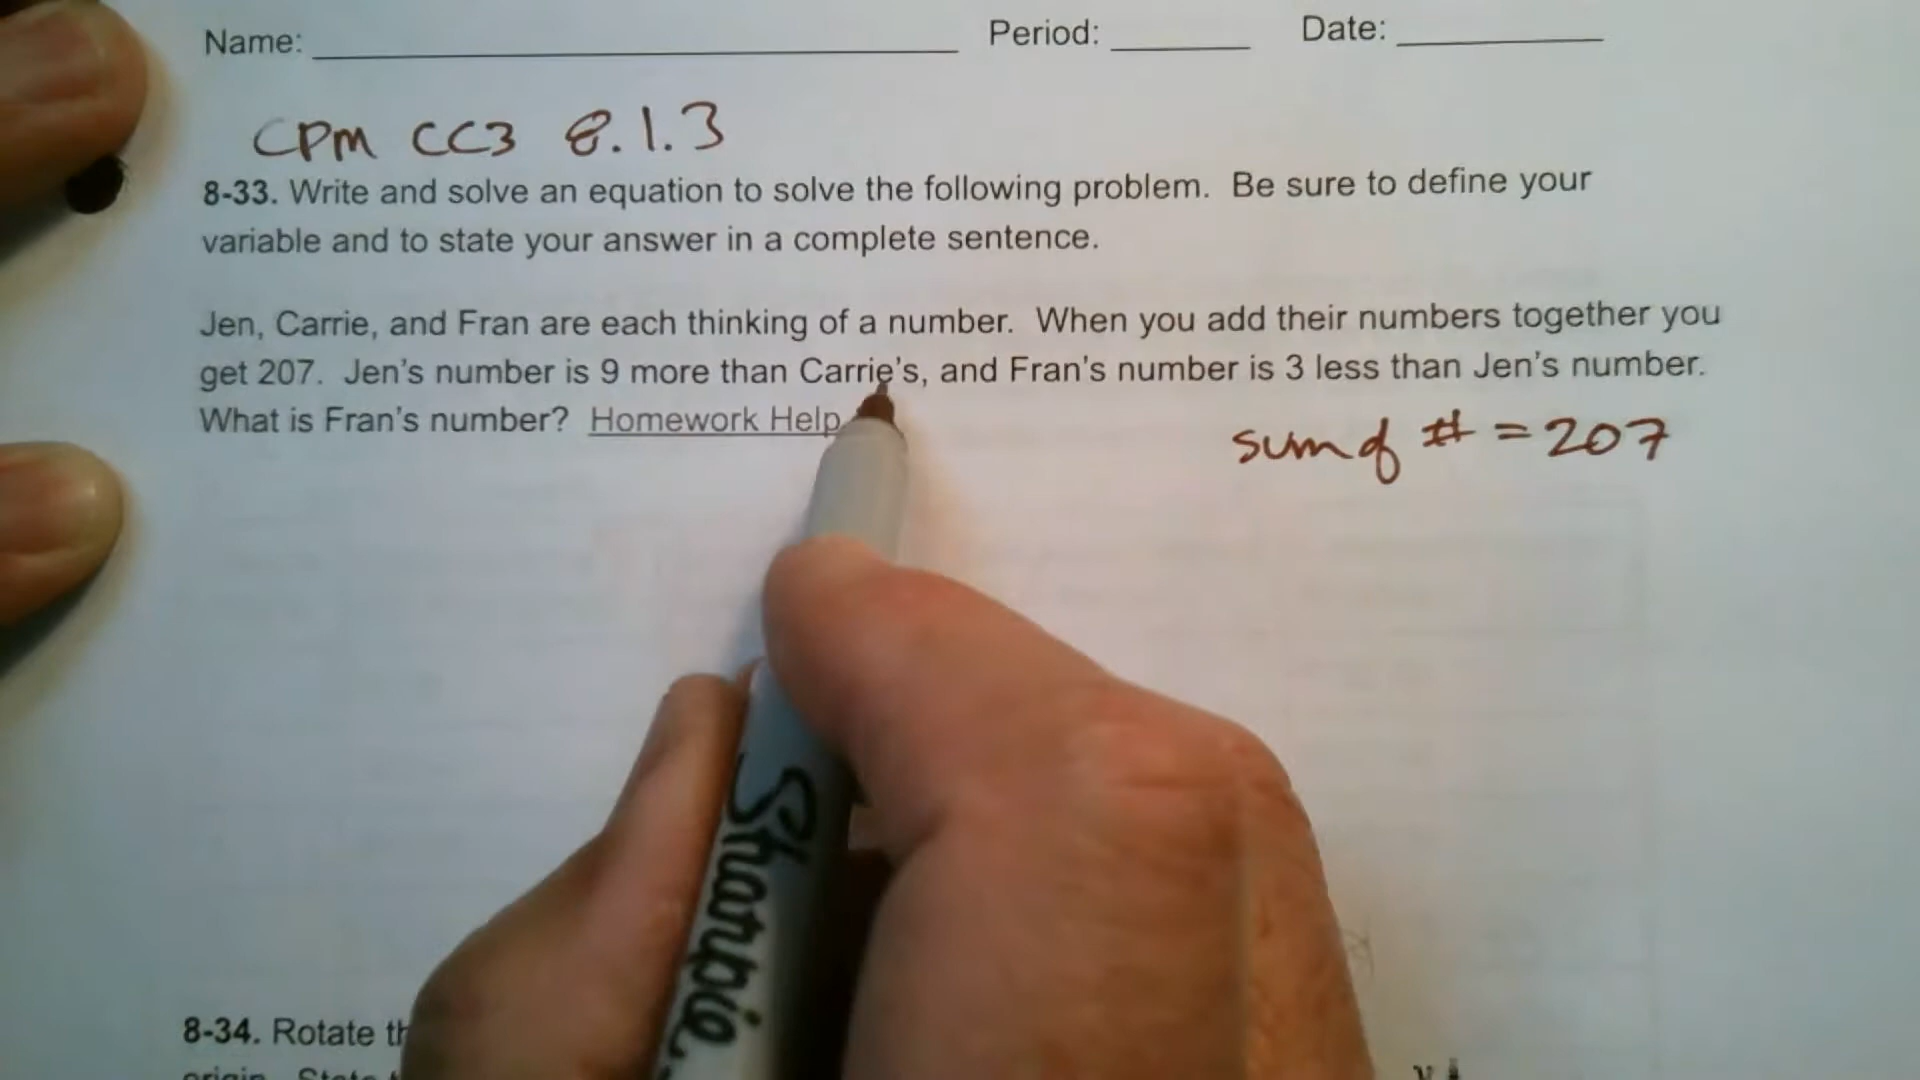 Name: Period: Date:
CPM CC3 8.1.3
8-33. Write and solve an equation to solve the following problem. Be sure to define your
variable and to state your answer in a complete sentence.
Jen, Carrie, and Fran are each thinking of a number. When you add their numbers together you
get 207. Jen's number is 9 more than Carrie's, and Fran's number is 3 less than Jen's number.
What is Fran's number? Homework Help
sum of # = 207
Sharpie
8-34. Rotate
origin. State